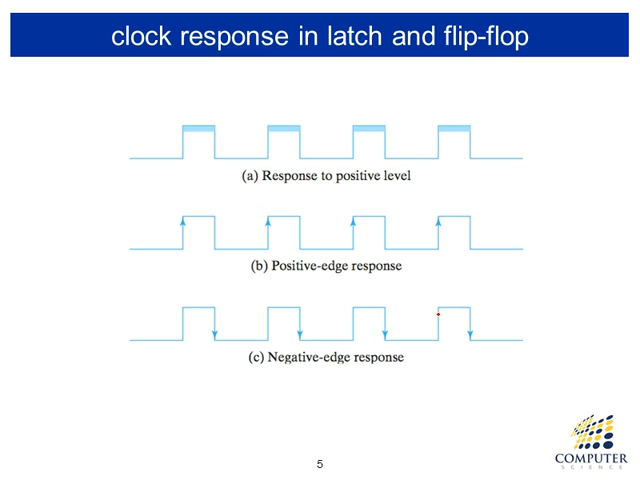 clock response in latch and flip-flop
(a) Response to positive level
(b) Positive-edge response
(c) Negative-edge response
COMPUTER
SCIENCE
5